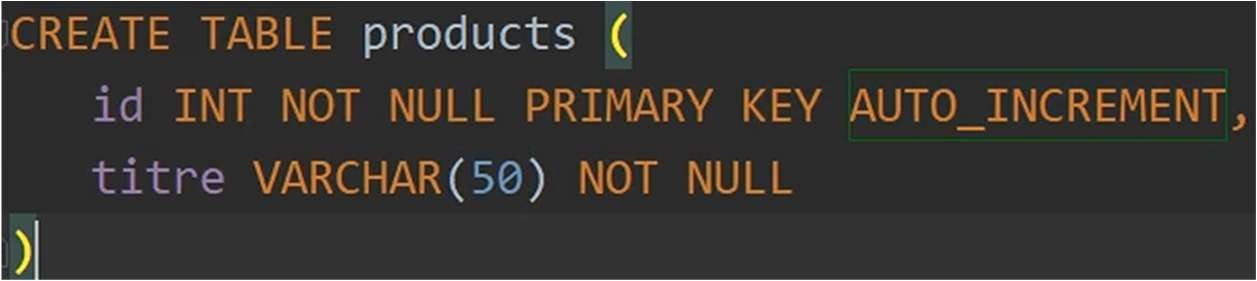 CREATE TABLE products (
id INT NOT NULL PRIMARY KEY AUTO_INCREMENT,
titre VARCHAR(50) NOT NULL
)